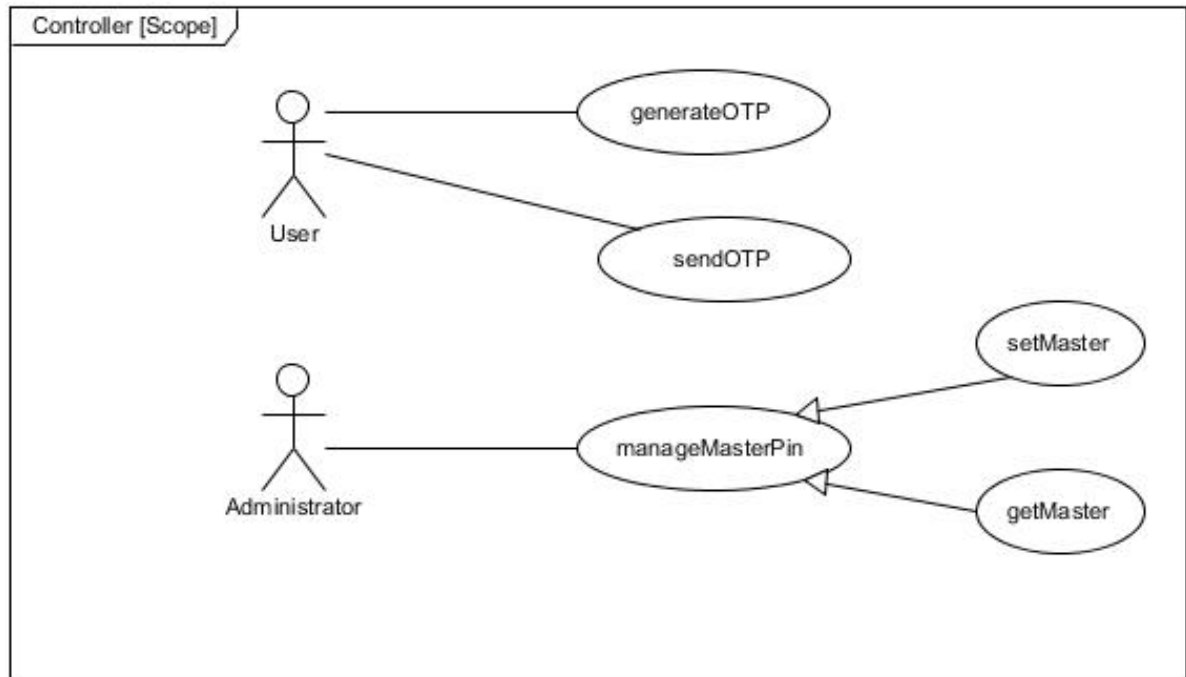 Controller [Scope]
generateOTP
User
sendOTP
setMaster
manageMasterPin
Administrator
getMaster